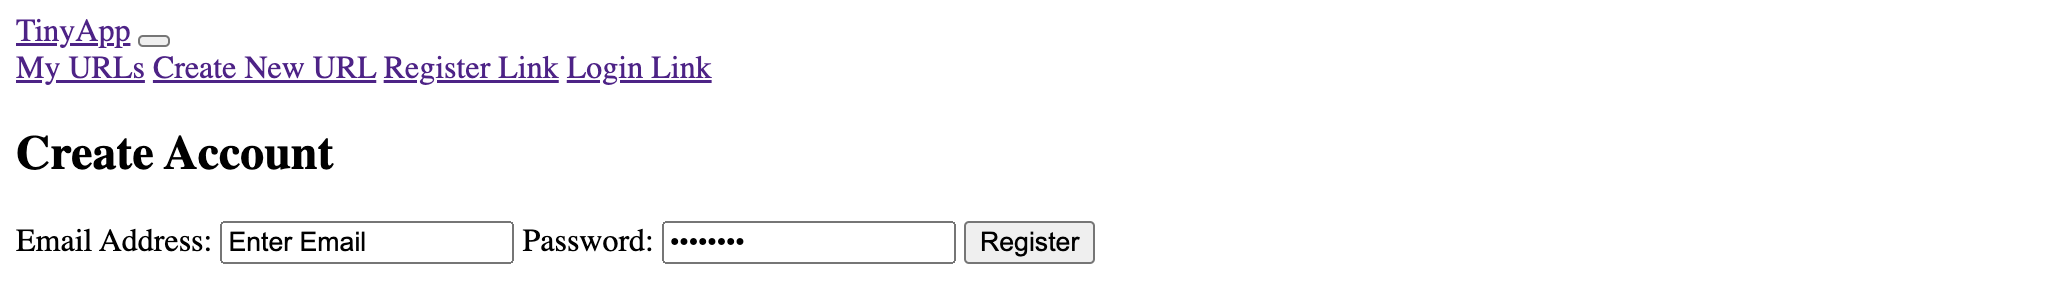 TinyApp
My URLs Create New URL Register Link Login Link
Create Account
Email Address: Enter Email Password: •••••••• Register